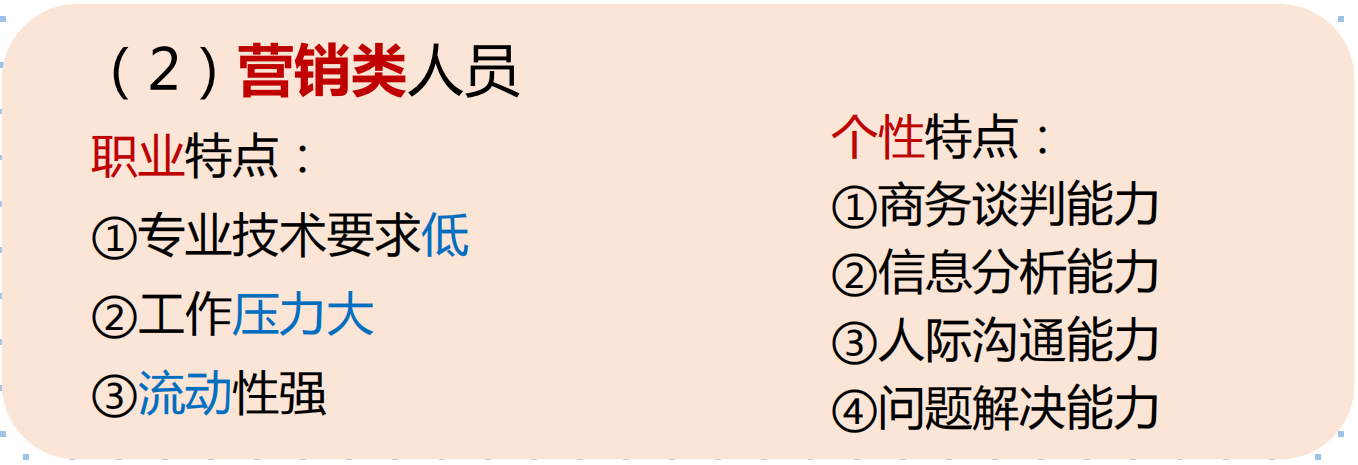 （2）营销类人员
职业特点：
①专业技术要求低
②工作压力大
③流动性强
个性特点：
①商务谈判能力
②信息分析能力
③人际沟通能力
④问题解决能力